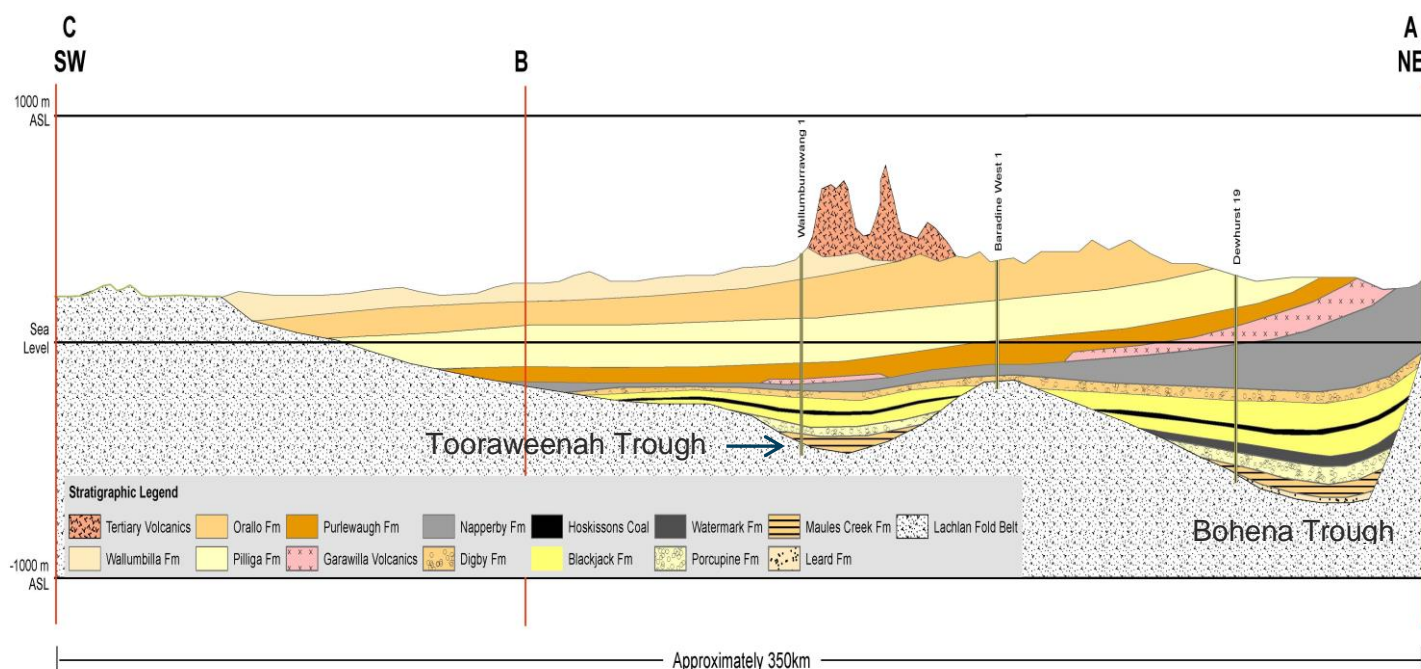 C
SW
B
A
NE
1000 m
ASL
Wallumburrawang 1
Baradine West 1
Dewhurst 19
Sea
Level
Tooraweenah Trough
Bohena Trough
Stratigraphic Legend
Tertiary Volcanics
Orallo Fm
Purlewaugh Fm
Napperby Fm
Hoskissons Coal
Watermark Fm
Maules Creek Fm
Lachlan Fold Belt
Wallumbilla Fm
Pilliga Fm
Garawilla Volcanics
Digby Fm
Blackjack Fm
Porcupine Fm
Leard Fm
-1000 m
ASL
Approximately 350km